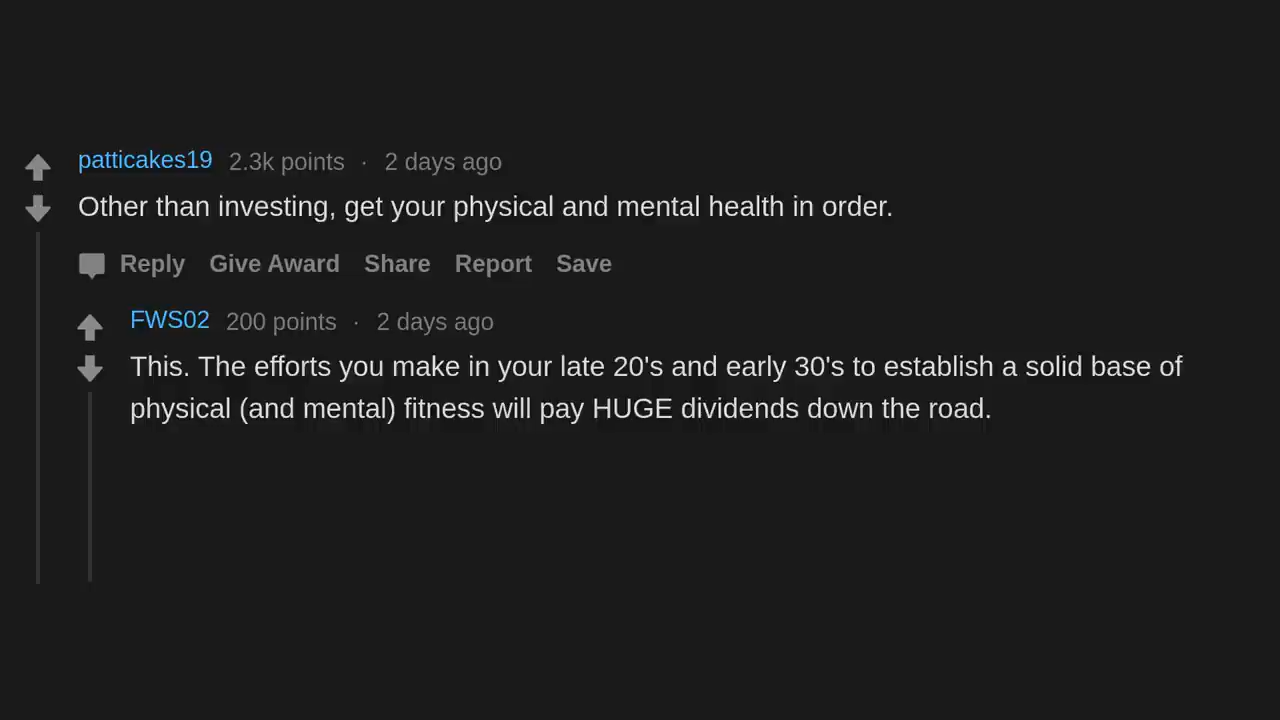 patticakes19 2.3k points · 2 days ago
Other than investing, get your physical and mental health in order.
Reply Give Award Share Report Save
FWS02 200 points · 2 days ago
This. The efforts you make in your late 20's and early 30's to establish a solid base of
physical (and mental) fitness will pay HUGE dividends down the road.